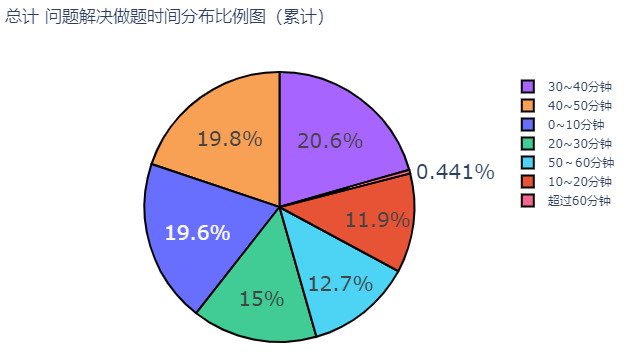 总计 问题解决做题时间分布比例图（累计）
20.6%
0.441%
11.9%
12.7%
15%
19.6%
19.8%
30~40分钟
40~50分钟
0~10分钟
20~30分钟
50～60分钟
10~20分钟
超过60分钟